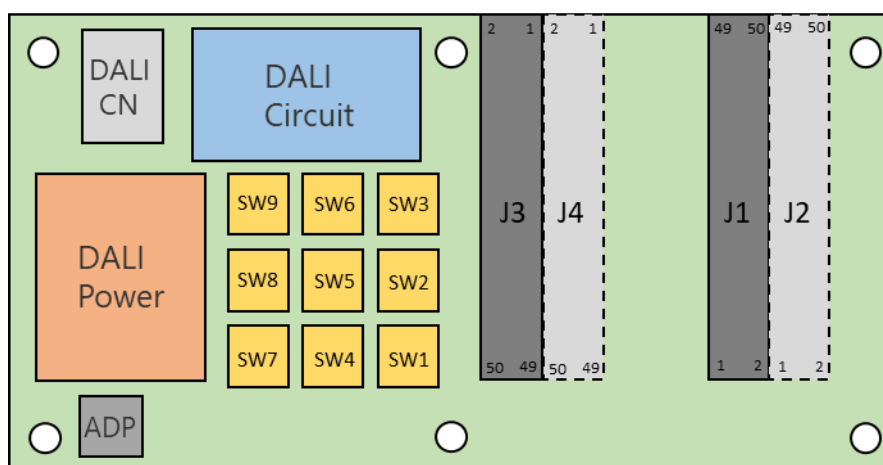 DALI
CN
DALI
Circuit
2 1 2 1
49 50 49 50
SW9 SW6 SW3
J3 J4 J1 J2
DALI
Power
SW8 SW5 SW2
SW7 SW4 SW1
50 49 50 49
1 2 1 2
ADP